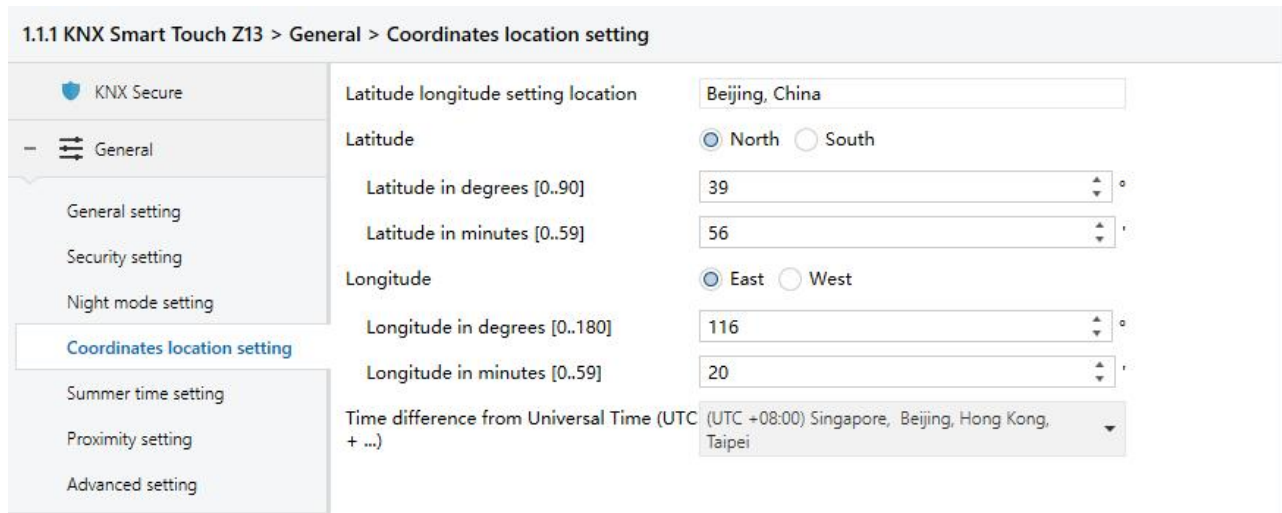 1.1.1 KNX Smart Touch Z13 > General > Coordinates location setting
KNX Secure
General
General setting
Security setting
Night mode setting
Coordinates location setting
Summer time setting
Proximity setting
Advanced setting
Latitude longitude setting location Beijing, China
Latitude North South
Latitude in degrees [0..90] 39 °
Latitude in minutes [0..59] 56 '
Longitude East West
Longitude in degrees [0..180] 116 °
Longitude in minutes [0..59] 20 '
Time difference from Universal Time (UTC (UTC +08:00) Singapore, Beijing, Hong Kong,
+ ...) Taipei